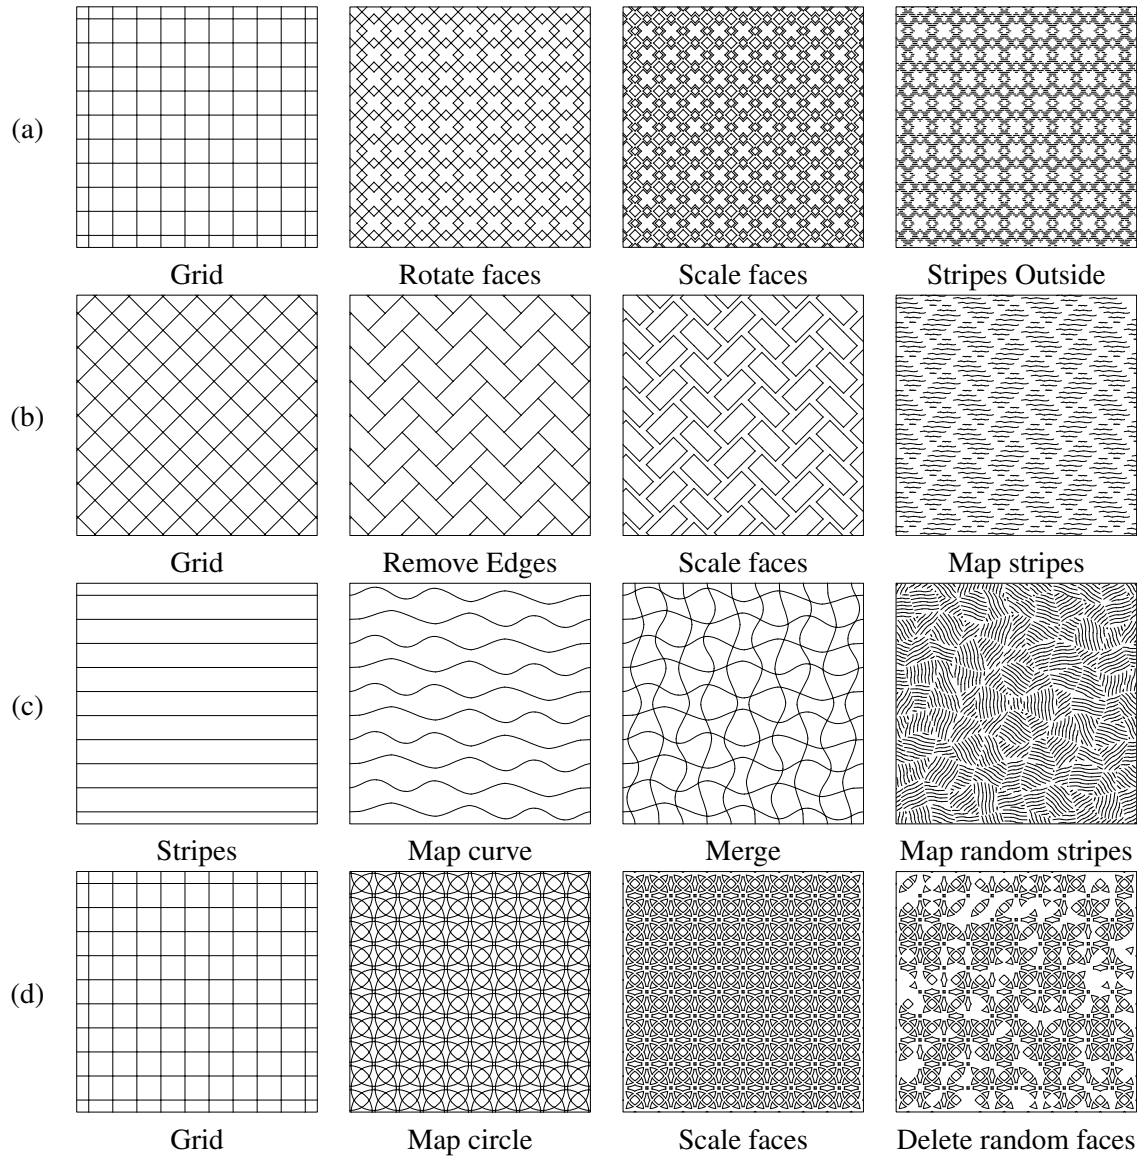 (a)
Grid Rotate faces Scale faces Stripes Outside
(b)
Grid Remove Edges Scale faces Map stripes
(c)
Stripes Map curve Merge Map random stripes
(d)
Grid Map circle Scale faces Delete random faces